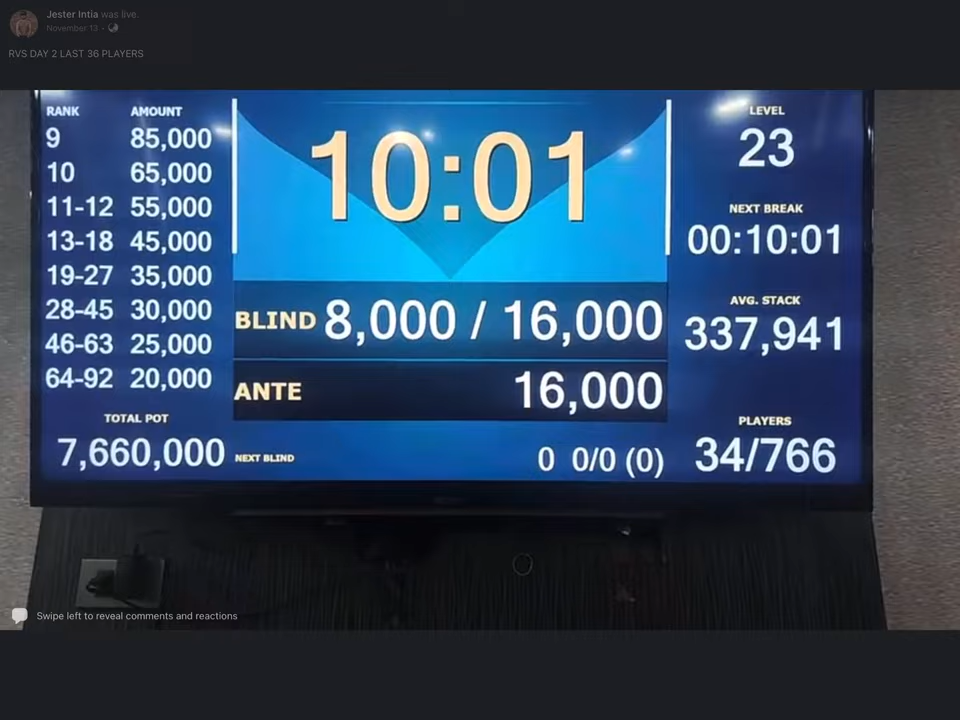 Jester Intia was live.
November 13 ·
RVS DAY 2 LAST 36 PLAYERS
RANK AMOUNT
9 85,000
10 65,000
11-12 55,000
13-18 45,000
19-27 35,000
28-45 30,000
46-63 25,000
64-92 20,000
TOTAL POT
7,660,000
10:01
BLIND 8,000 / 16,000
ANTE 16,000
NEXT BLIND 0 0/0 (0)
LEVEL
23
NEXT BREAK
00:10:01
AVG. STACK
337,941
PLAYERS
34/766
Swipe left to reveal comments and reactions